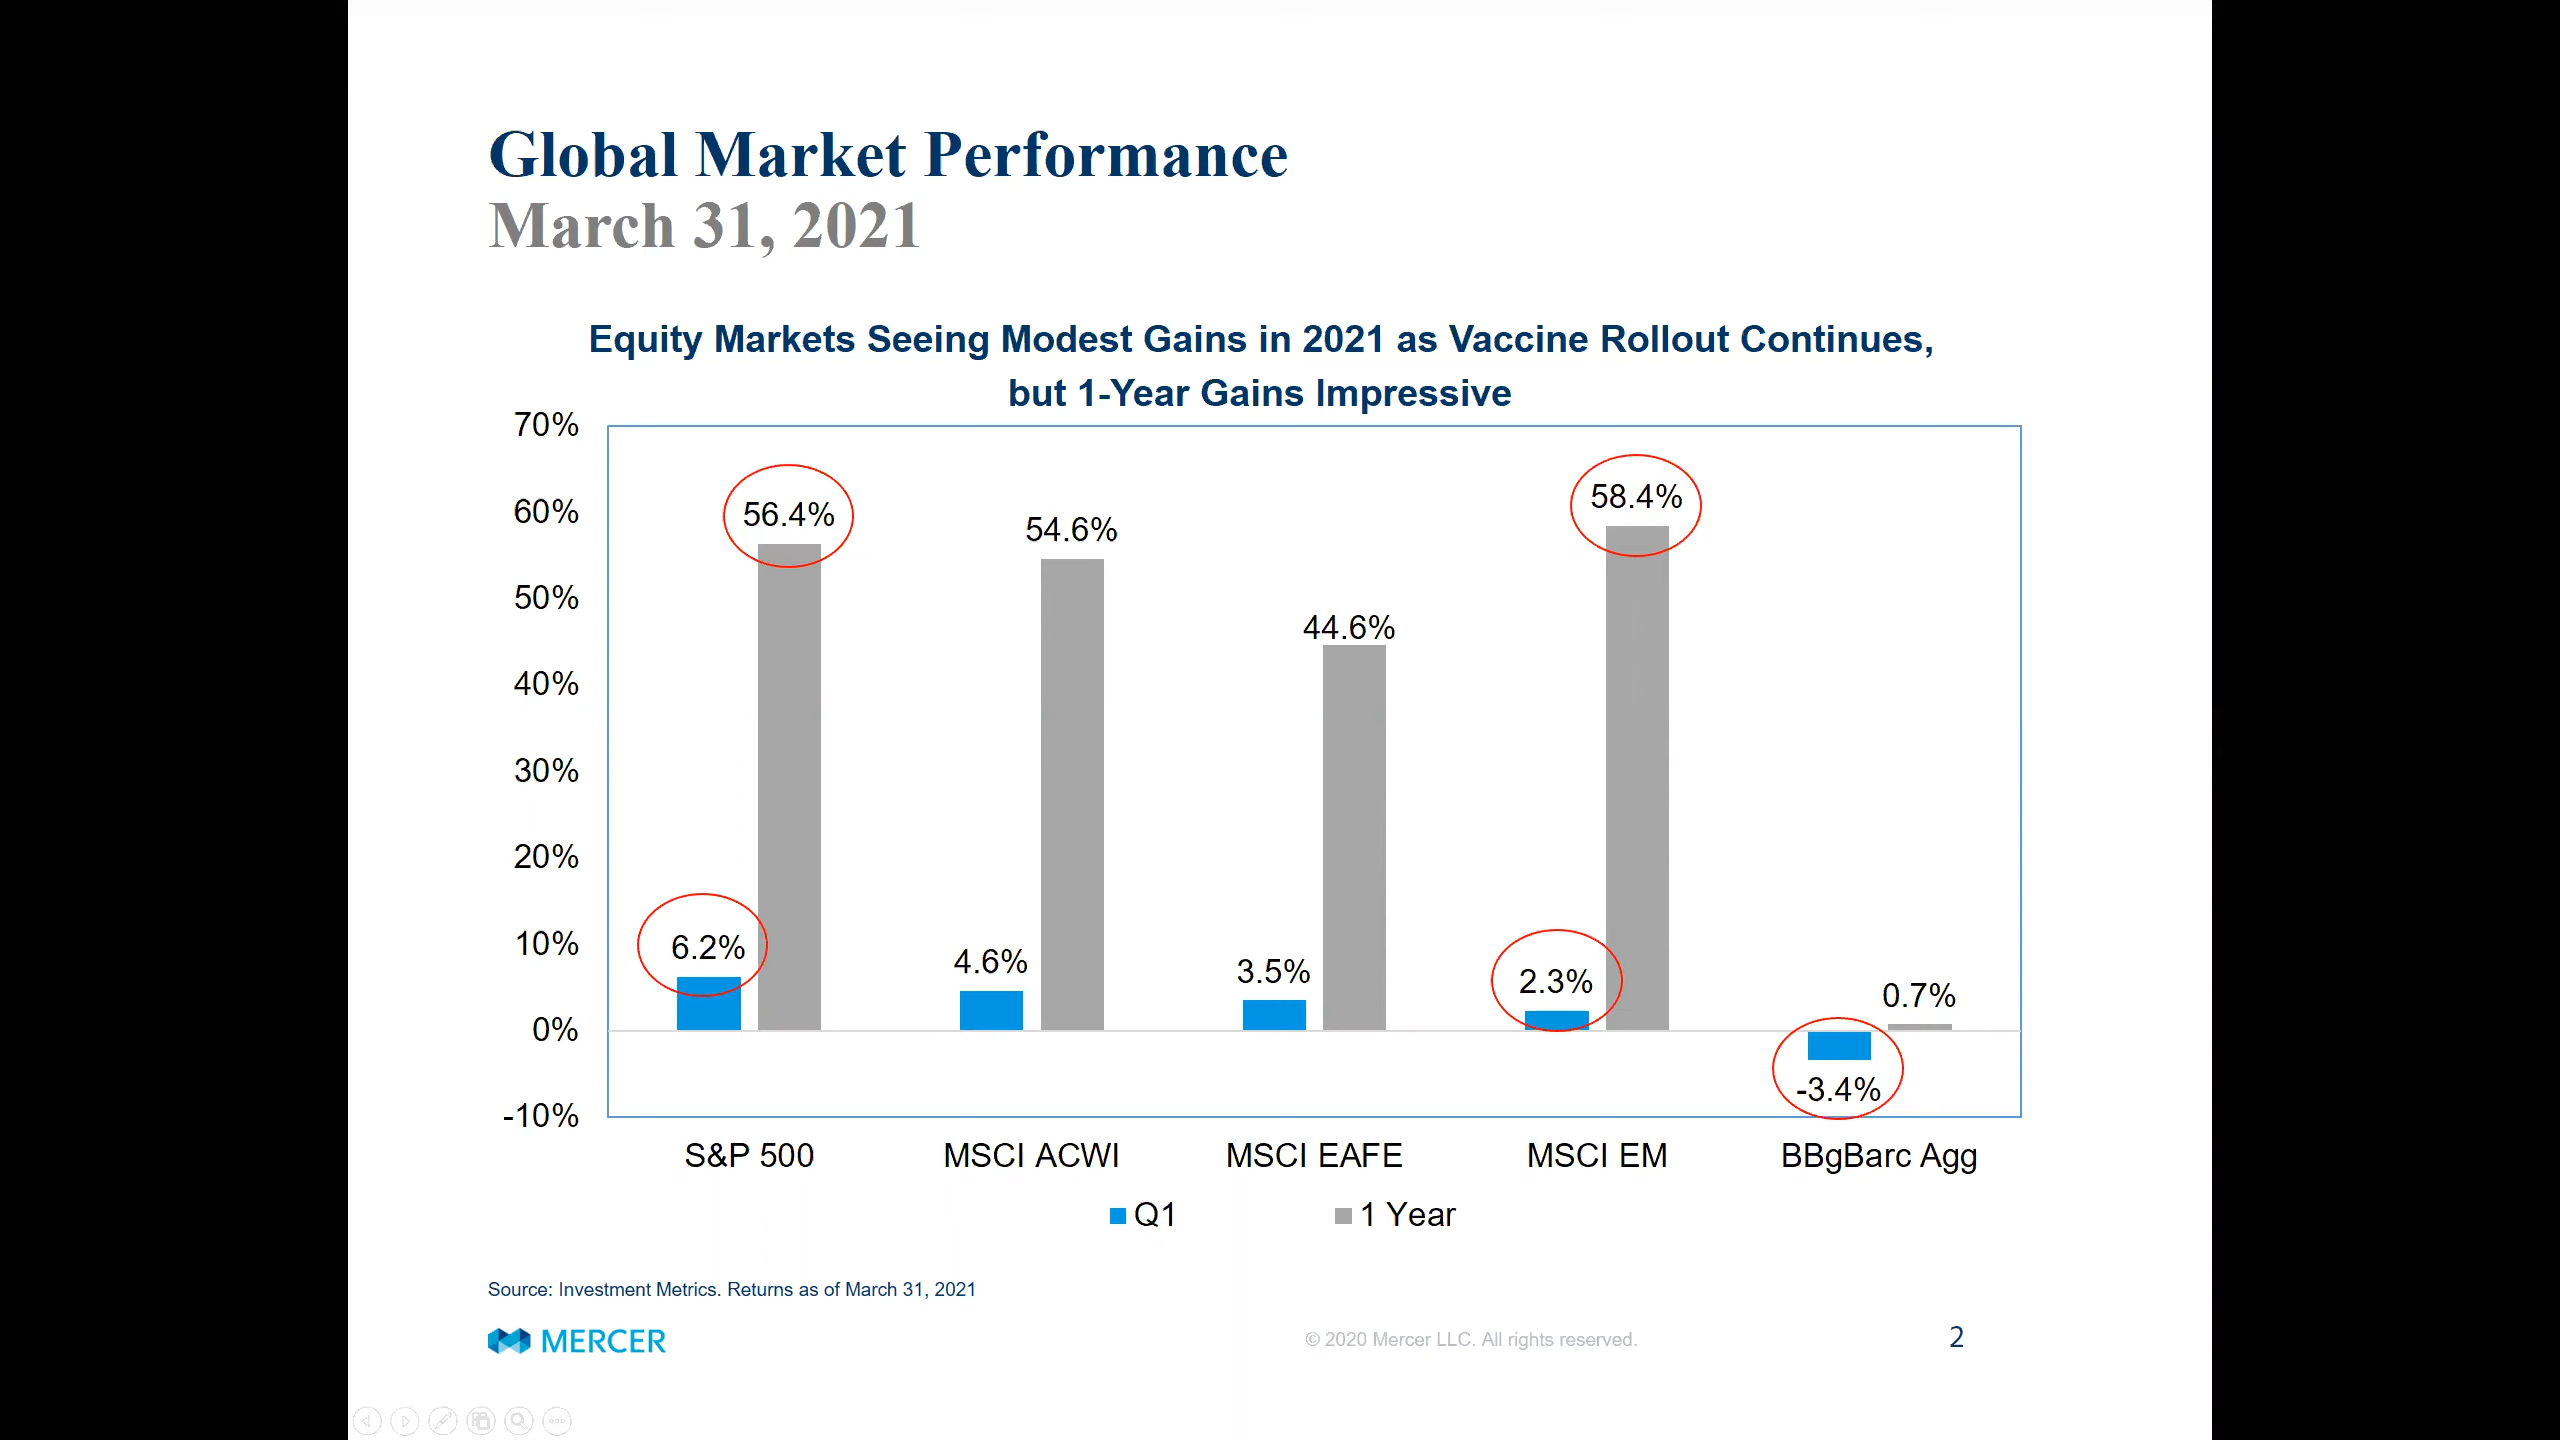 Global Market Performance
March 31, 2021
Equity Markets Seeing Modest Gains in 2021 as Vaccine Rollout Continues,
but 1-Year Gains Impressive
70%
60%
50%
40%
30%
20%
10%
0%
-10%
56.4%
54.6%
44.6%
58.4%
6.2%
4.6%
3.5%
2.3%
0.7%
-3.4%
S&P 500
MSCI ACWI
MSCI EAFE
MSCI EM
BBgBarc Agg
Q1
1 Year
Source: Investment Metrics. Returns as of March 31, 2021
MERCER
© 2020 Mercer LLC. All rights reserved.
2